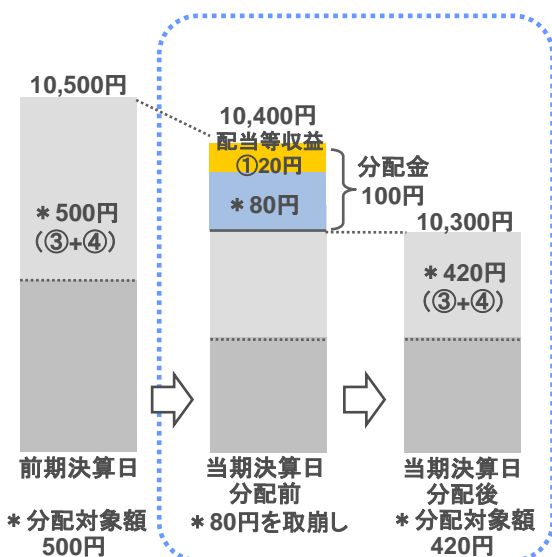 10,500円
＊500円
（③+④）
前期決算日
＊分配対象額
500円
10,400円
配当等収益
①20円
＊80円
分配金
100円
当期決算日
分配前
＊80円を取崩し
10,300円
＊420円
（③+④）
当期決算日
分配後
＊分配対象額
420円